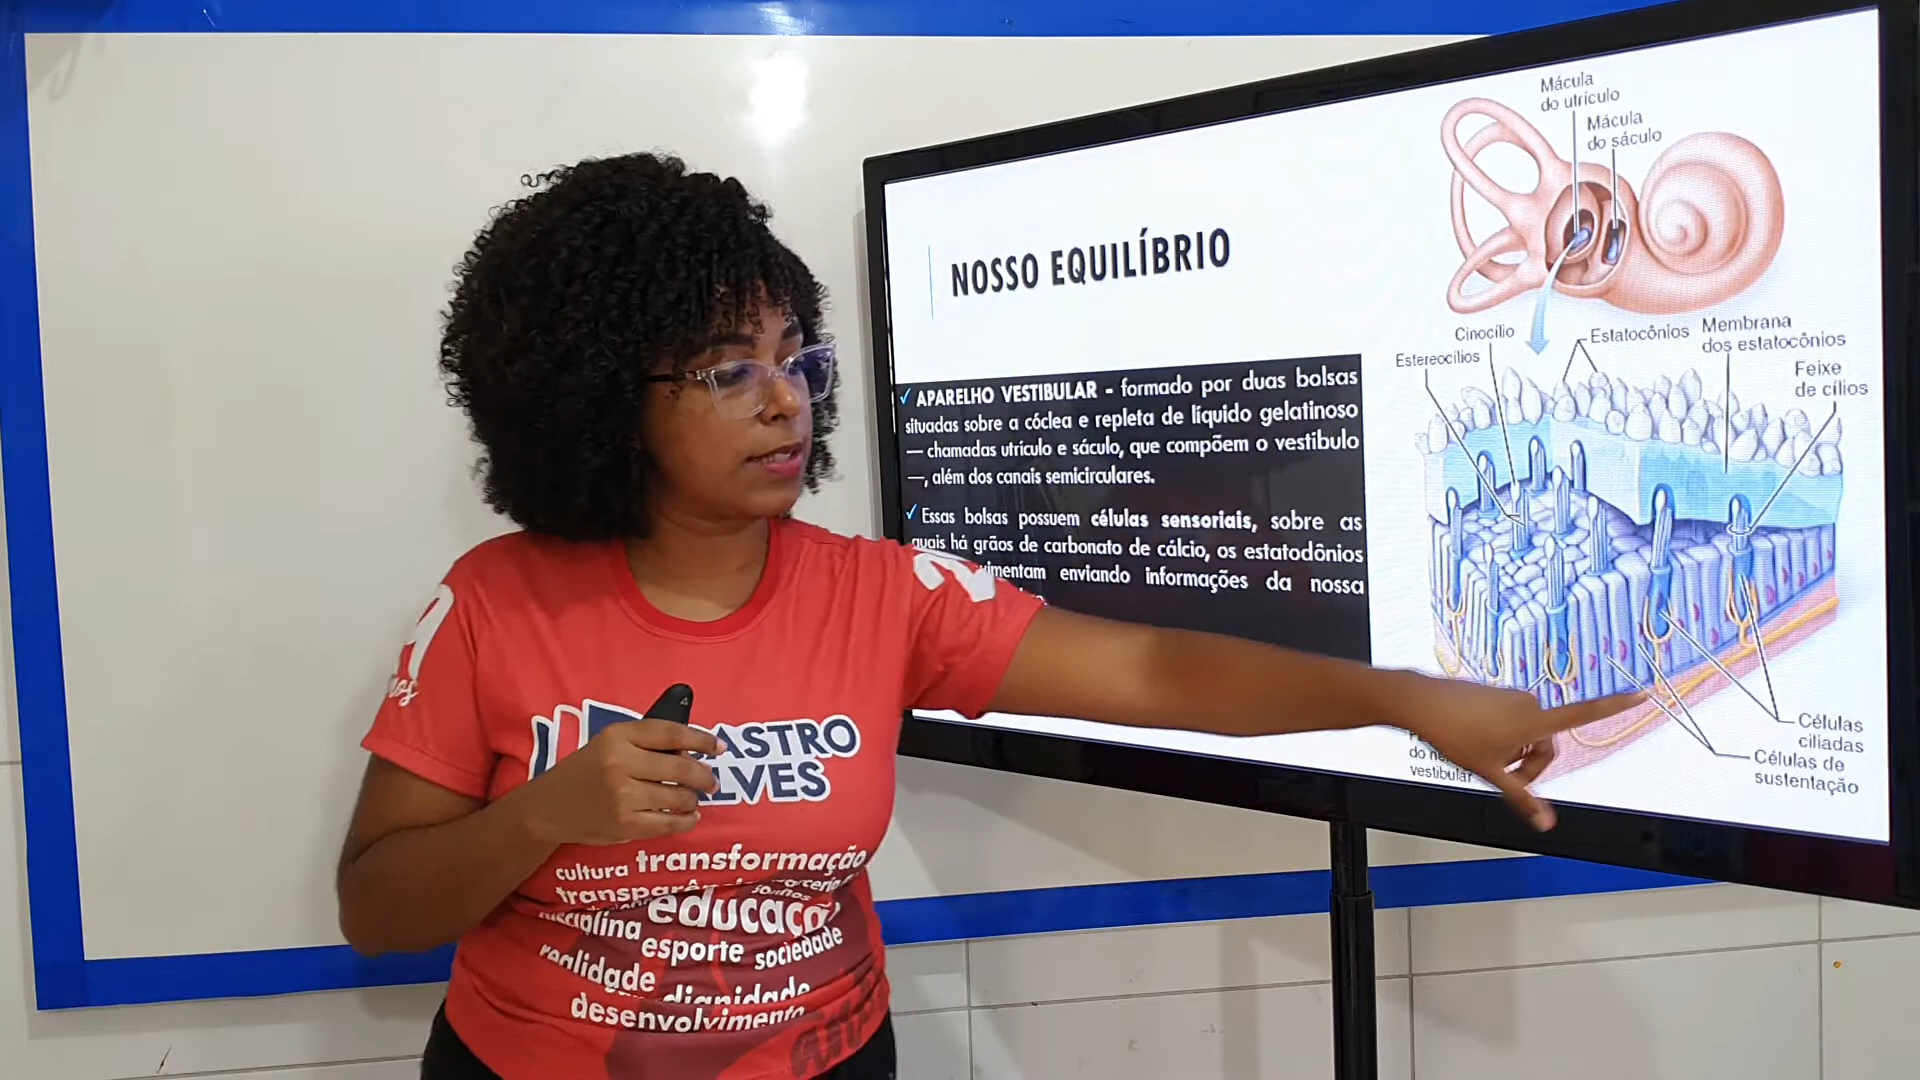 NOSSO EQUILÍBRIO
✓ APARELHO VESTIBULAR - formado por duas bolsas
situadas sobre a cóclea e repleta de líquido gelatinoso
— chamadas utrículo e sáculo, que compõem o vestíbulo
—, além dos canais semicirculares.
✓ Essas bolsas possuem células sensoriais, sobre as
quais há grãos de carbonato de cálcio, os estatodônios
enviando informações da nossa
Mácula
do utrículo
Mácula
do sáculo
Cinocílio
Estereocílios
Estatocônios
Membrana
dos estatocônios
Feixe
de cílios
Células
ciliadas
Células de
sustentação
do
vestibular
CASTRO
ALVES
cultura transformação
educação
esporte sociedade
realidade
dignidade
desenvolvimento